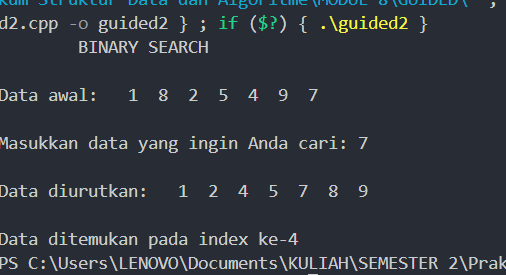 kum Struktur Data dan Algoritme\MODUL 8\GUIDED\" ;
d2.cpp -o guided2 } ; if ($?) { .\guided2 }
BINARY SEARCH
Data awal: 1 8 2 5 4 9 7
Masukkan data yang ingin Anda cari: 7
Data diurutkan: 1 2 4 5 7 8 9
Data ditemukan pada index ke-4
PS C:\Users\LENOVO\Documents\KULIAH\SEMESTER 2\Prak